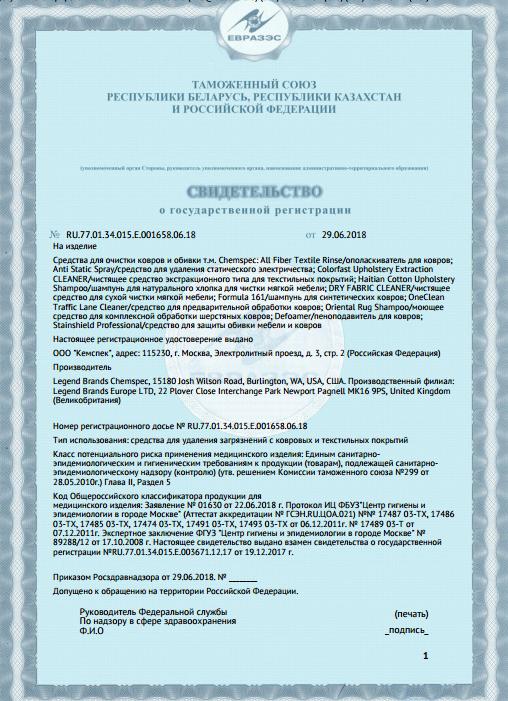 ЕВРАЗЭС
ТАМОЖЕННЫЙ СОЮЗ
РЕСПУБЛИКИ БЕЛАРУСЬ, РЕСПУБЛИКИ КАЗАХСТАН
И РОССИЙСКОЙ ФЕДЕРАЦИИ
(уполномоченный орган Стороны, руководитель уполномоченного органа, наименование административно-территориального образования)
СВИДЕТЕЛЬСТВО
о государственной регистрации
№ RU.77.01.34.015.E.001658.06.18 от 29.06.2018
На изделие
Средства для очистки ковров и обивки т.м. Chemspec: All Fiber Textile Rinse/ополаскиватель для ковров;
Anti Static Spray/средство для удаления статического электричества; Colorfast Upholstery Extraction
CLEANER/чистящее средство экстракционного типа для текстильных покрытий; Haitian Cotton Upholstery
Shampoo/шампунь для натурального хлопка для чистки мягкой мебели; DRY FABRIC CLEANER/чистящее
средство для сухой чистки мягкой мебели; Formula 161/шампунь для синтетических ковров; OneClean
Traffic Lane Cleaner/средство для предварительной обработки ковров; Oriental Rug Shampoo/моющее
средство для комплексной обработки шерстяных ковров; Defoamer/пеноподавитель для ковров;
Stainshield Professional/средство для защиты обивки мебели и ковров
Настоящее регистрационное удостоверение выдано
ООО "Кемспек", адрес: 115230, г. Москва, Электролитный проезд, д. 3, стр. 2 (Российская Федерация)
Производитель
Legend Brands Chemspec, 15180 Josh Wilson Road, Burlington, WA, USA, США. Производственный филиал:
Legend Brands Europe LTD, 22 Plover Close Interchange Park Newport Pagnell MK16 9PS, United Kingdom
(Великобритания)
Номер регистрационного досье № RU.77.01.34.015.E.001658.06.18
Тип использования: средства для удаления загрязнений с ковровых и текстильных покрытий
Класс потенциального риска применения медицинского изделия: Единым санитарно-
эпидемиологическим и гигиеническим требованиям к продукции (товарам), подлежащей санитарно-
эпидемиологическому надзору (контролю) (утв. решением Комиссии таможенного союза №299 от
28.05.2010г.) Глава II, Раздел 5
Код Общероссийского классификатора продукции для
медицинского изделия: Заявление № 01630 от 22.06.2018 г. Протокол ИЦ ФБУЗ"Центр гигиены и
эпидемиологии в городе Москве" (Аттестат аккредитации № ГСЭН.RU.ЦОА.021) №№ 17487 03-ТХ, 17486
03-ТХ, 17485 03-ТХ, 17474 03-ТХ, 17491 03-ТХ, 17493 03-ТХ от 06.12.2011г. № 17489 03-Т от
07.12.2011г. Экспертное заключение ФГУЗ "Центр гигиены и эпидемиологии в городе Москве" №
89288/12 от 17.10.2008 г. Настоящее свидетельство выдано взамен свидетельства о государственной
регистрации №RU.77.01.34.015.E.003671.12.17 от 19.12.2017 г.
Приказом Росздравнадзора от 29.06.2018. № ______
Допущено к обращению на территории Российской Федерации.
Руководитель Федеральной службы (печать)
По надзору в сфере здравоохранения
Ф.И.О _подпись_
1